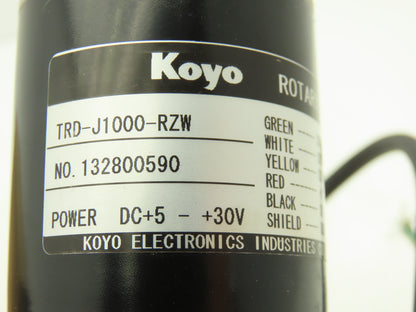 Koyo ROTAR
TRD-J1000-RZW
NO. 132800590
POWER DC+5 - +30V
GREEN
WHITE
YELLOW
RED
BLACK
SHIELD
KOYO ELECTRONICS INDUSTRIES